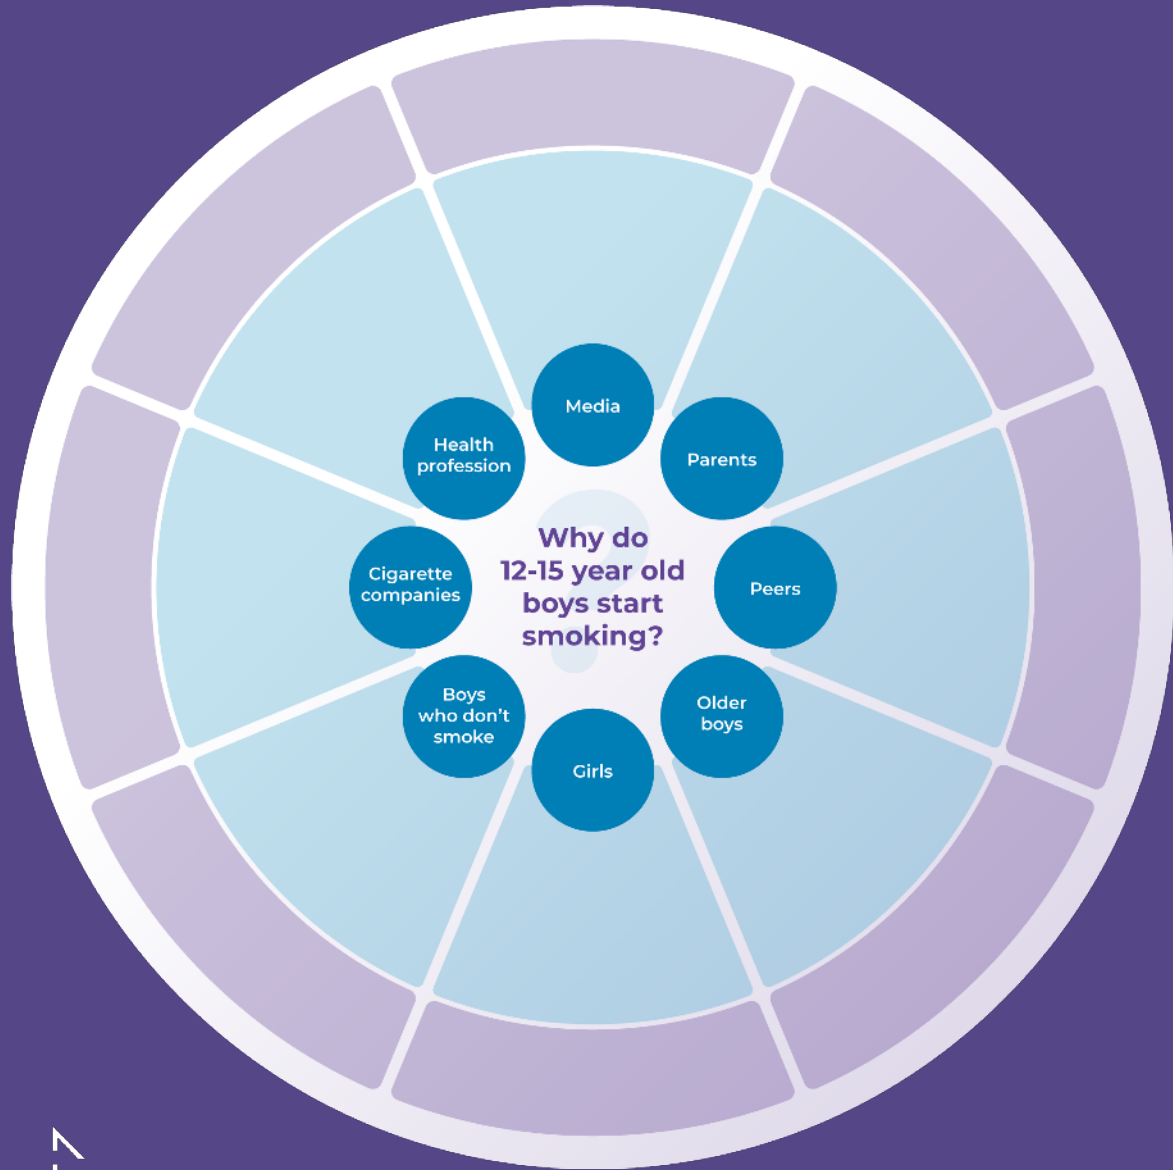 Media
Parents
Peers
Older
boys
Girls
Boys
who don't
smoke
Cigarette
companies
Health
profession
Why do
12-15 year old
boys start
smoking?